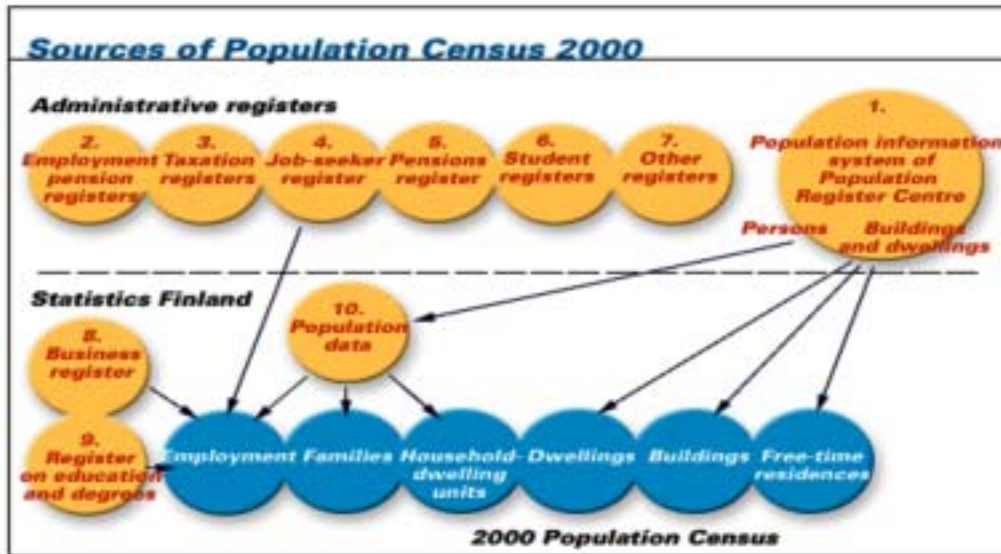 Sources of Population Census 2000
Administrative registers
2.
Employment
pension
registers
3.
Taxation
registers
4.
Job-seeker
register
5.
Pensions
register
6.
Student
registers
7.
Other
registers
1.
Population information
system of
Population
Register Centre
Persons Buildings
and dwellings
Statistics Finland
8.
Business
register
10.
Population
data
9.
Register
on education
and degrees
Employment
Families
Household-
dwelling
units
Dwellings
Buildings
Free-time
residences
2000 Population Census